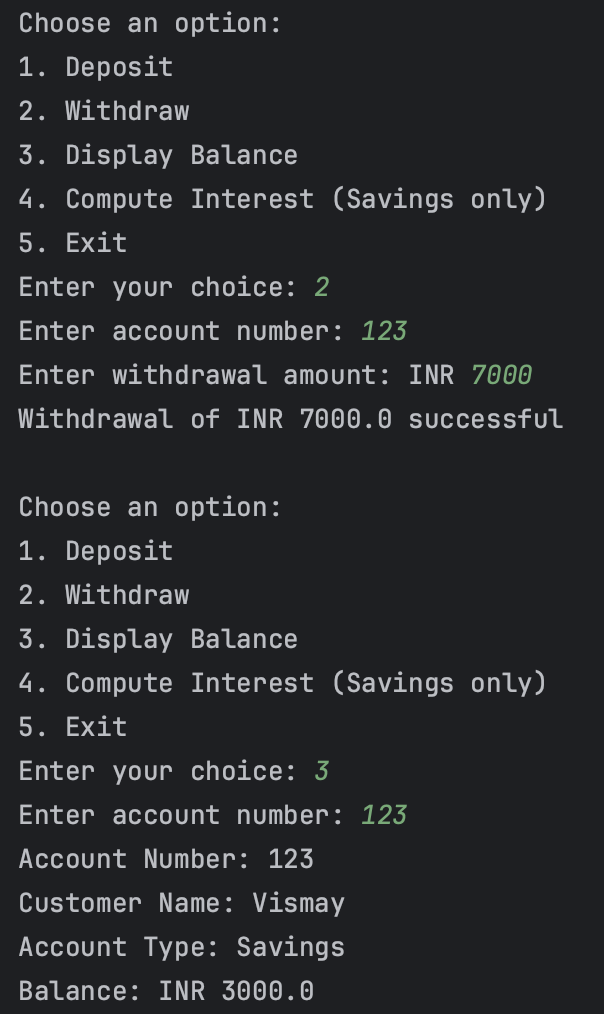 Choose an option:
1. Deposit
2. Withdraw
3. Display Balance
4. Compute Interest (Savings only)
5. Exit
Enter your choice: 2
Enter account number: 123
Enter withdrawal amount: INR 7000
Withdrawal of INR 7000.0 successful

Choose an option:
1. Deposit
2. Withdraw
3. Display Balance
4. Compute Interest (Savings only)
5. Exit
Enter your choice: 3
Enter account number: 123
Account Number: 123
Customer Name: Vismay
Account Type: Savings
Balance: INR 3000.0